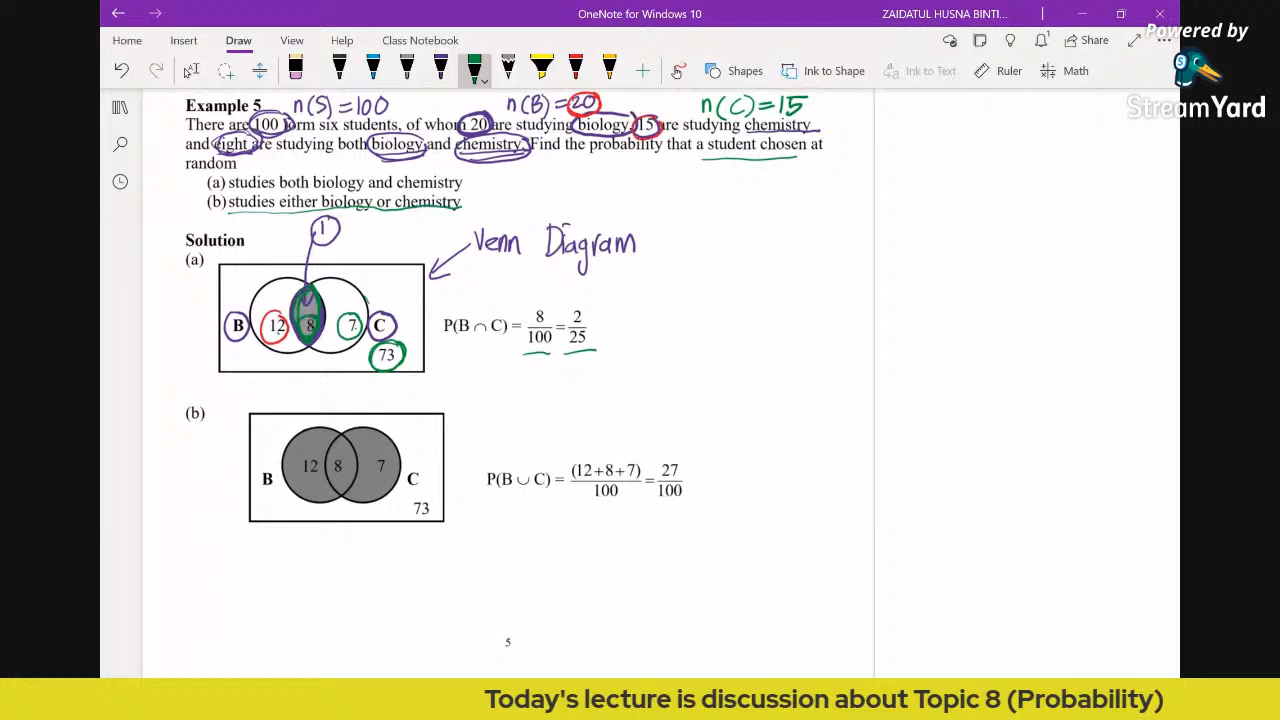 OneNote for Windows 10
ZAIDATUL HUSNA BINTI...
Powered by
StreamYard
Home Insert Draw View Help Class Notebook
Share
Shapes
Ink to Shape
Ink to Text
Ruler
Math
Example 5 n(S) = 100 n(B) = 20 n(C) = 15
There are 100 form six students, of whom 20 are studying biology, 15 are studying chemistry
and eight are studying both biology and chemistry. Find the probability that a student chosen at
random
(a) studies both biology and chemistry
(b) studies either biology or chemistry
1
Solution
Venn Diagram
(a)
B 12 8 7 C
73
P(B ∩ C) = 8/100 = 2/25
(b)
B 12 8 7 C
73
P(B ∪ C) = (12+8+7)/100 = 27/100
5
Today's lecture is discussion about Topic 8 (Probability)